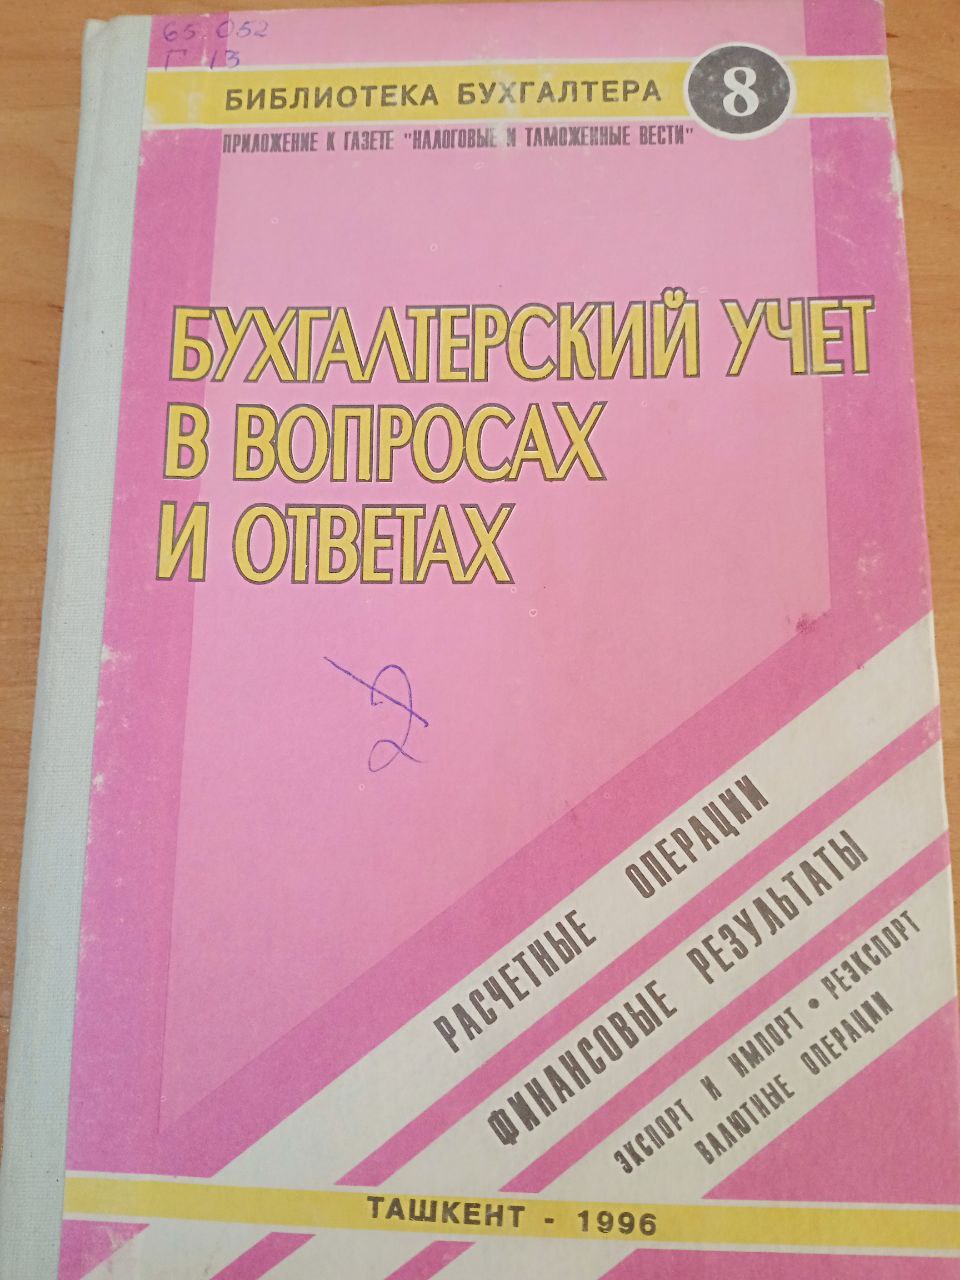 65.052
Г 13
БИБЛИОТЕКА БУХГАЛТЕРА 8
ПРИЛОЖЕНИЕ К ГАЗЕТЕ "НАЛОГОВЫЕ И ТАМОЖЕННЫЕ ВЕСТИ"
БУХГАЛТЕРСКИЙ УЧЕТ
В ВОПРОСАХ
И ОТВЕТАХ
РАСЧЕТНЫЕ ОПЕРАЦИИ
ФИНАНСОВЫЕ РЕЗУЛЬТАТЫ
ЭКСПОРТ И ИМПОРТ • РЕЭКСПОРТ
ВАЛЮТНЫЕ ОПЕРАЦИИ
ТАШКЕНТ - 1996